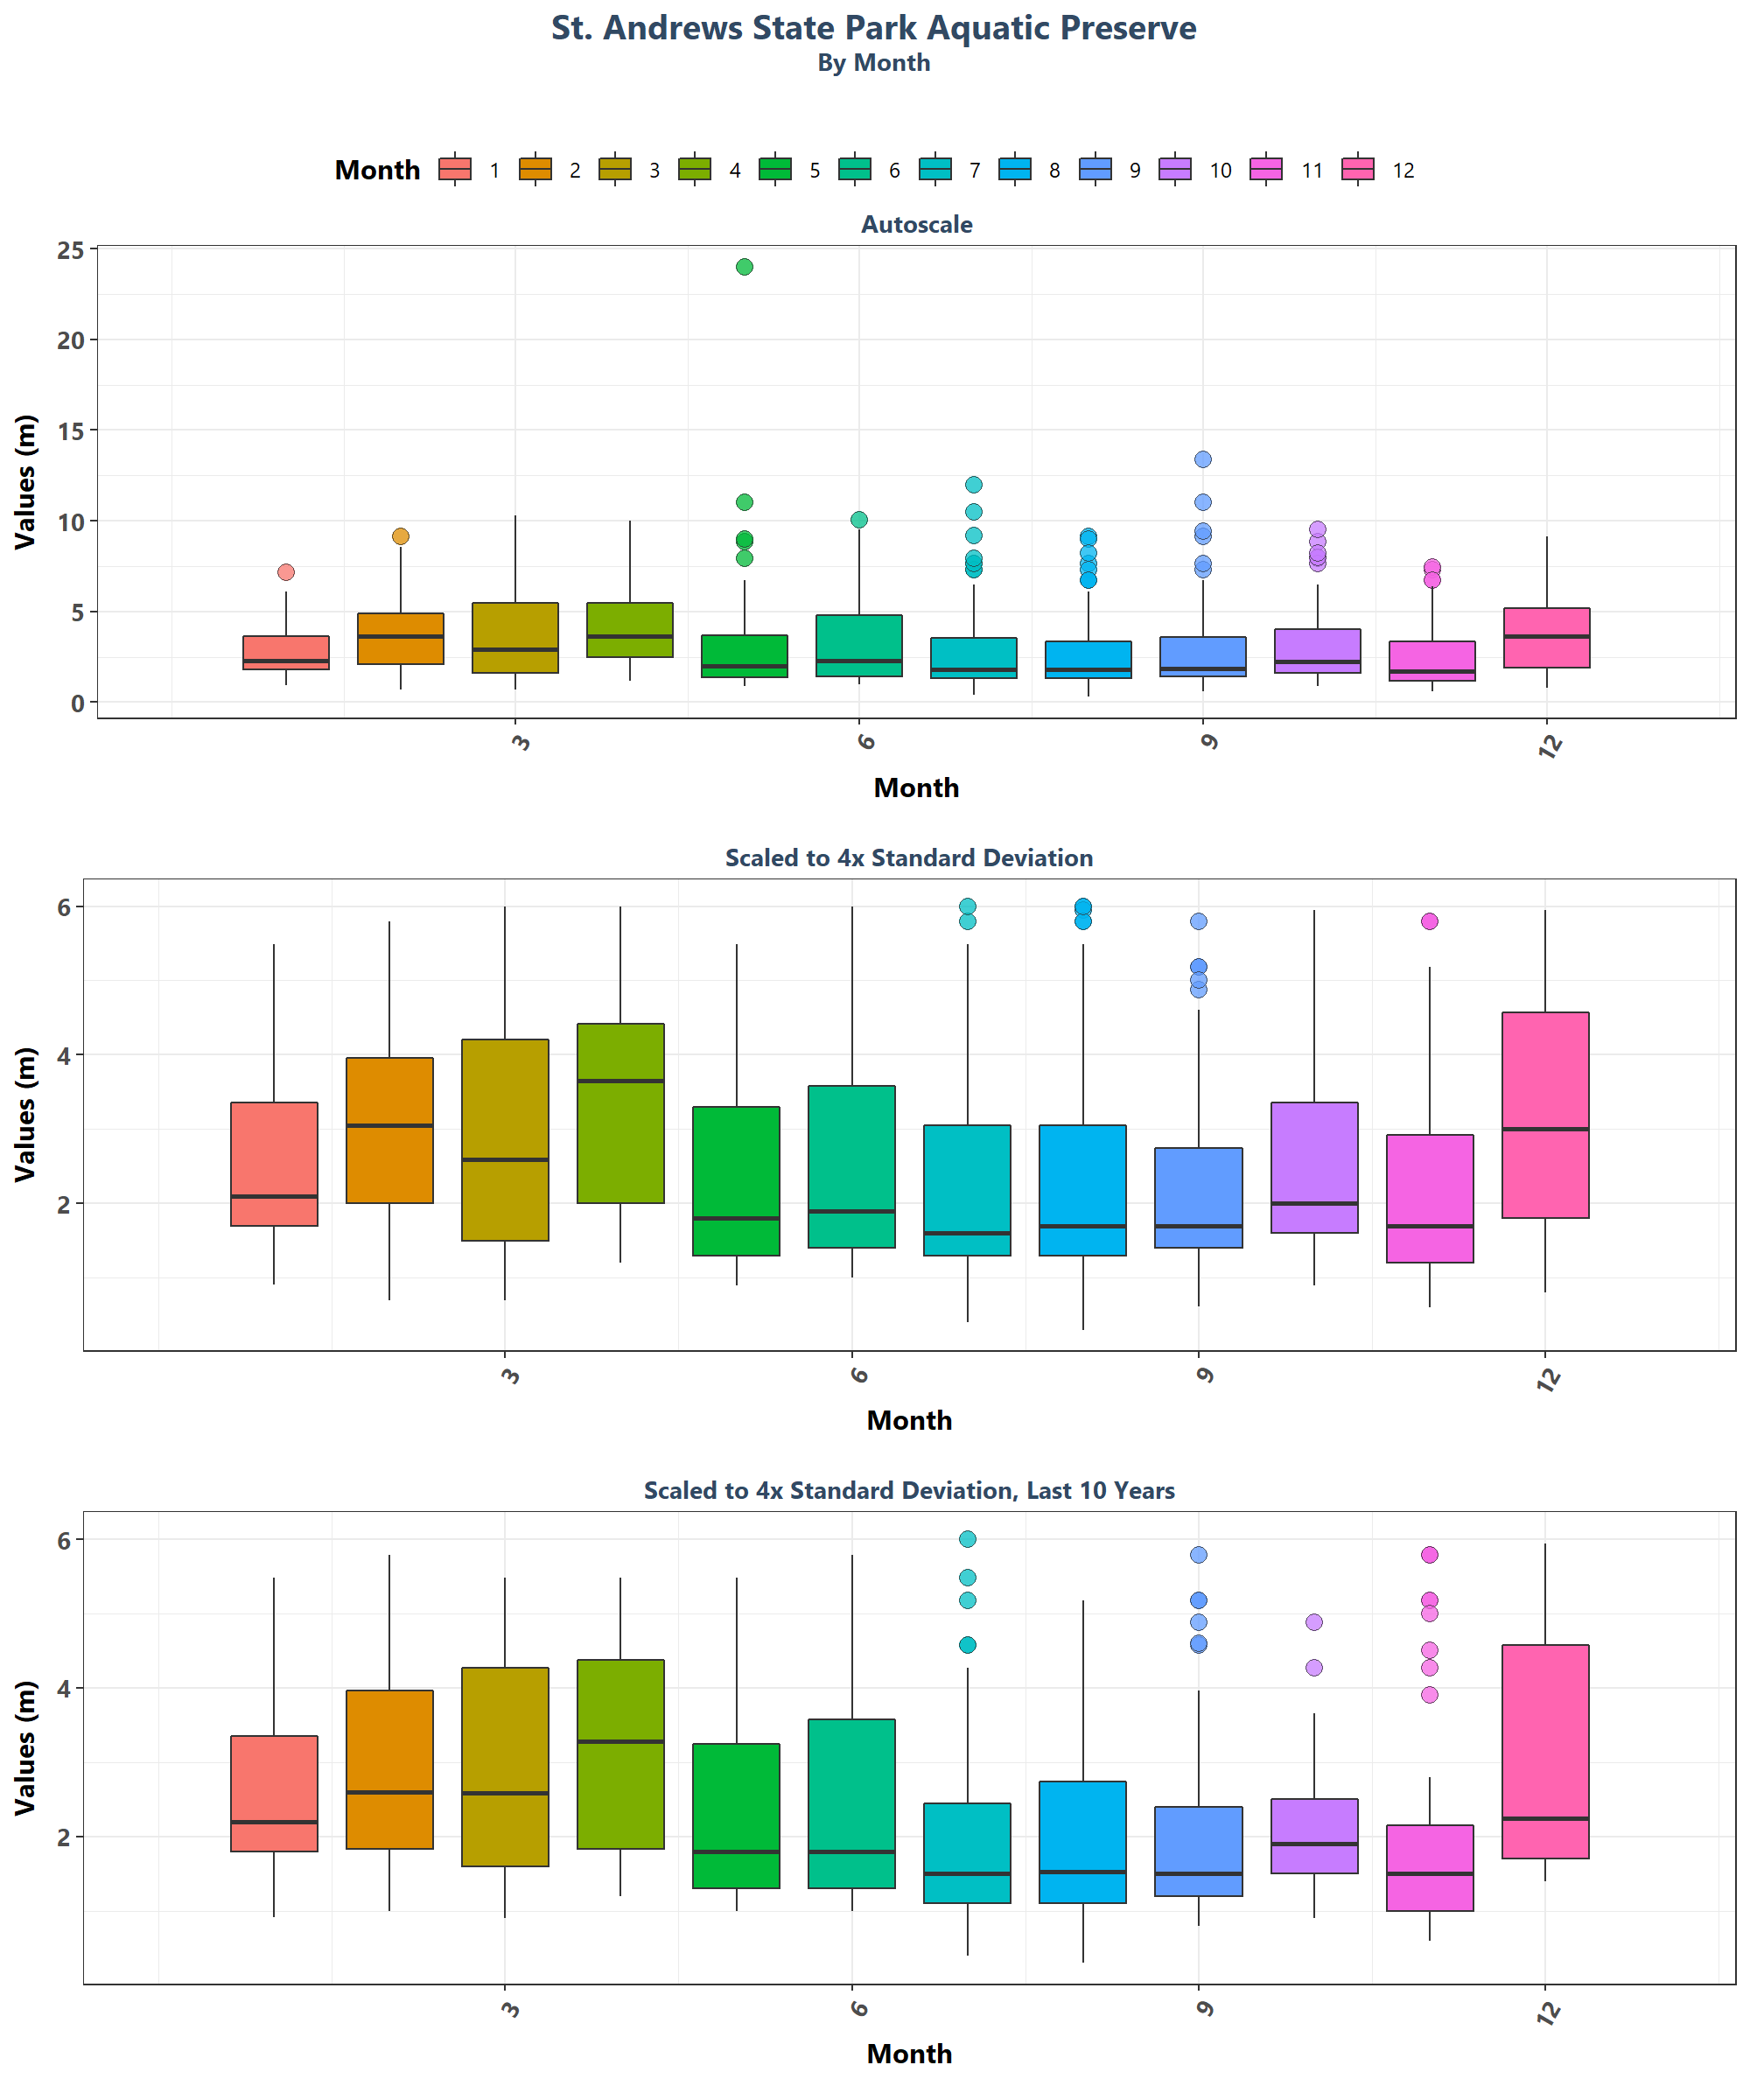 St. Andrews State Park Aquatic Preserve
By Month
Month 1 2 3 4 5 6 7 8 9 10 11 12
Autoscale
Values (m)
25
20
15
10
5
0
3 6 9 12
Month
Scaled to 4x Standard Deviation
Values (m)
6
4
2
3 6 9 12
Month
Scaled to 4x Standard Deviation, Last 10 Years
Values (m)
6
4
2
3 6 9 12
Month